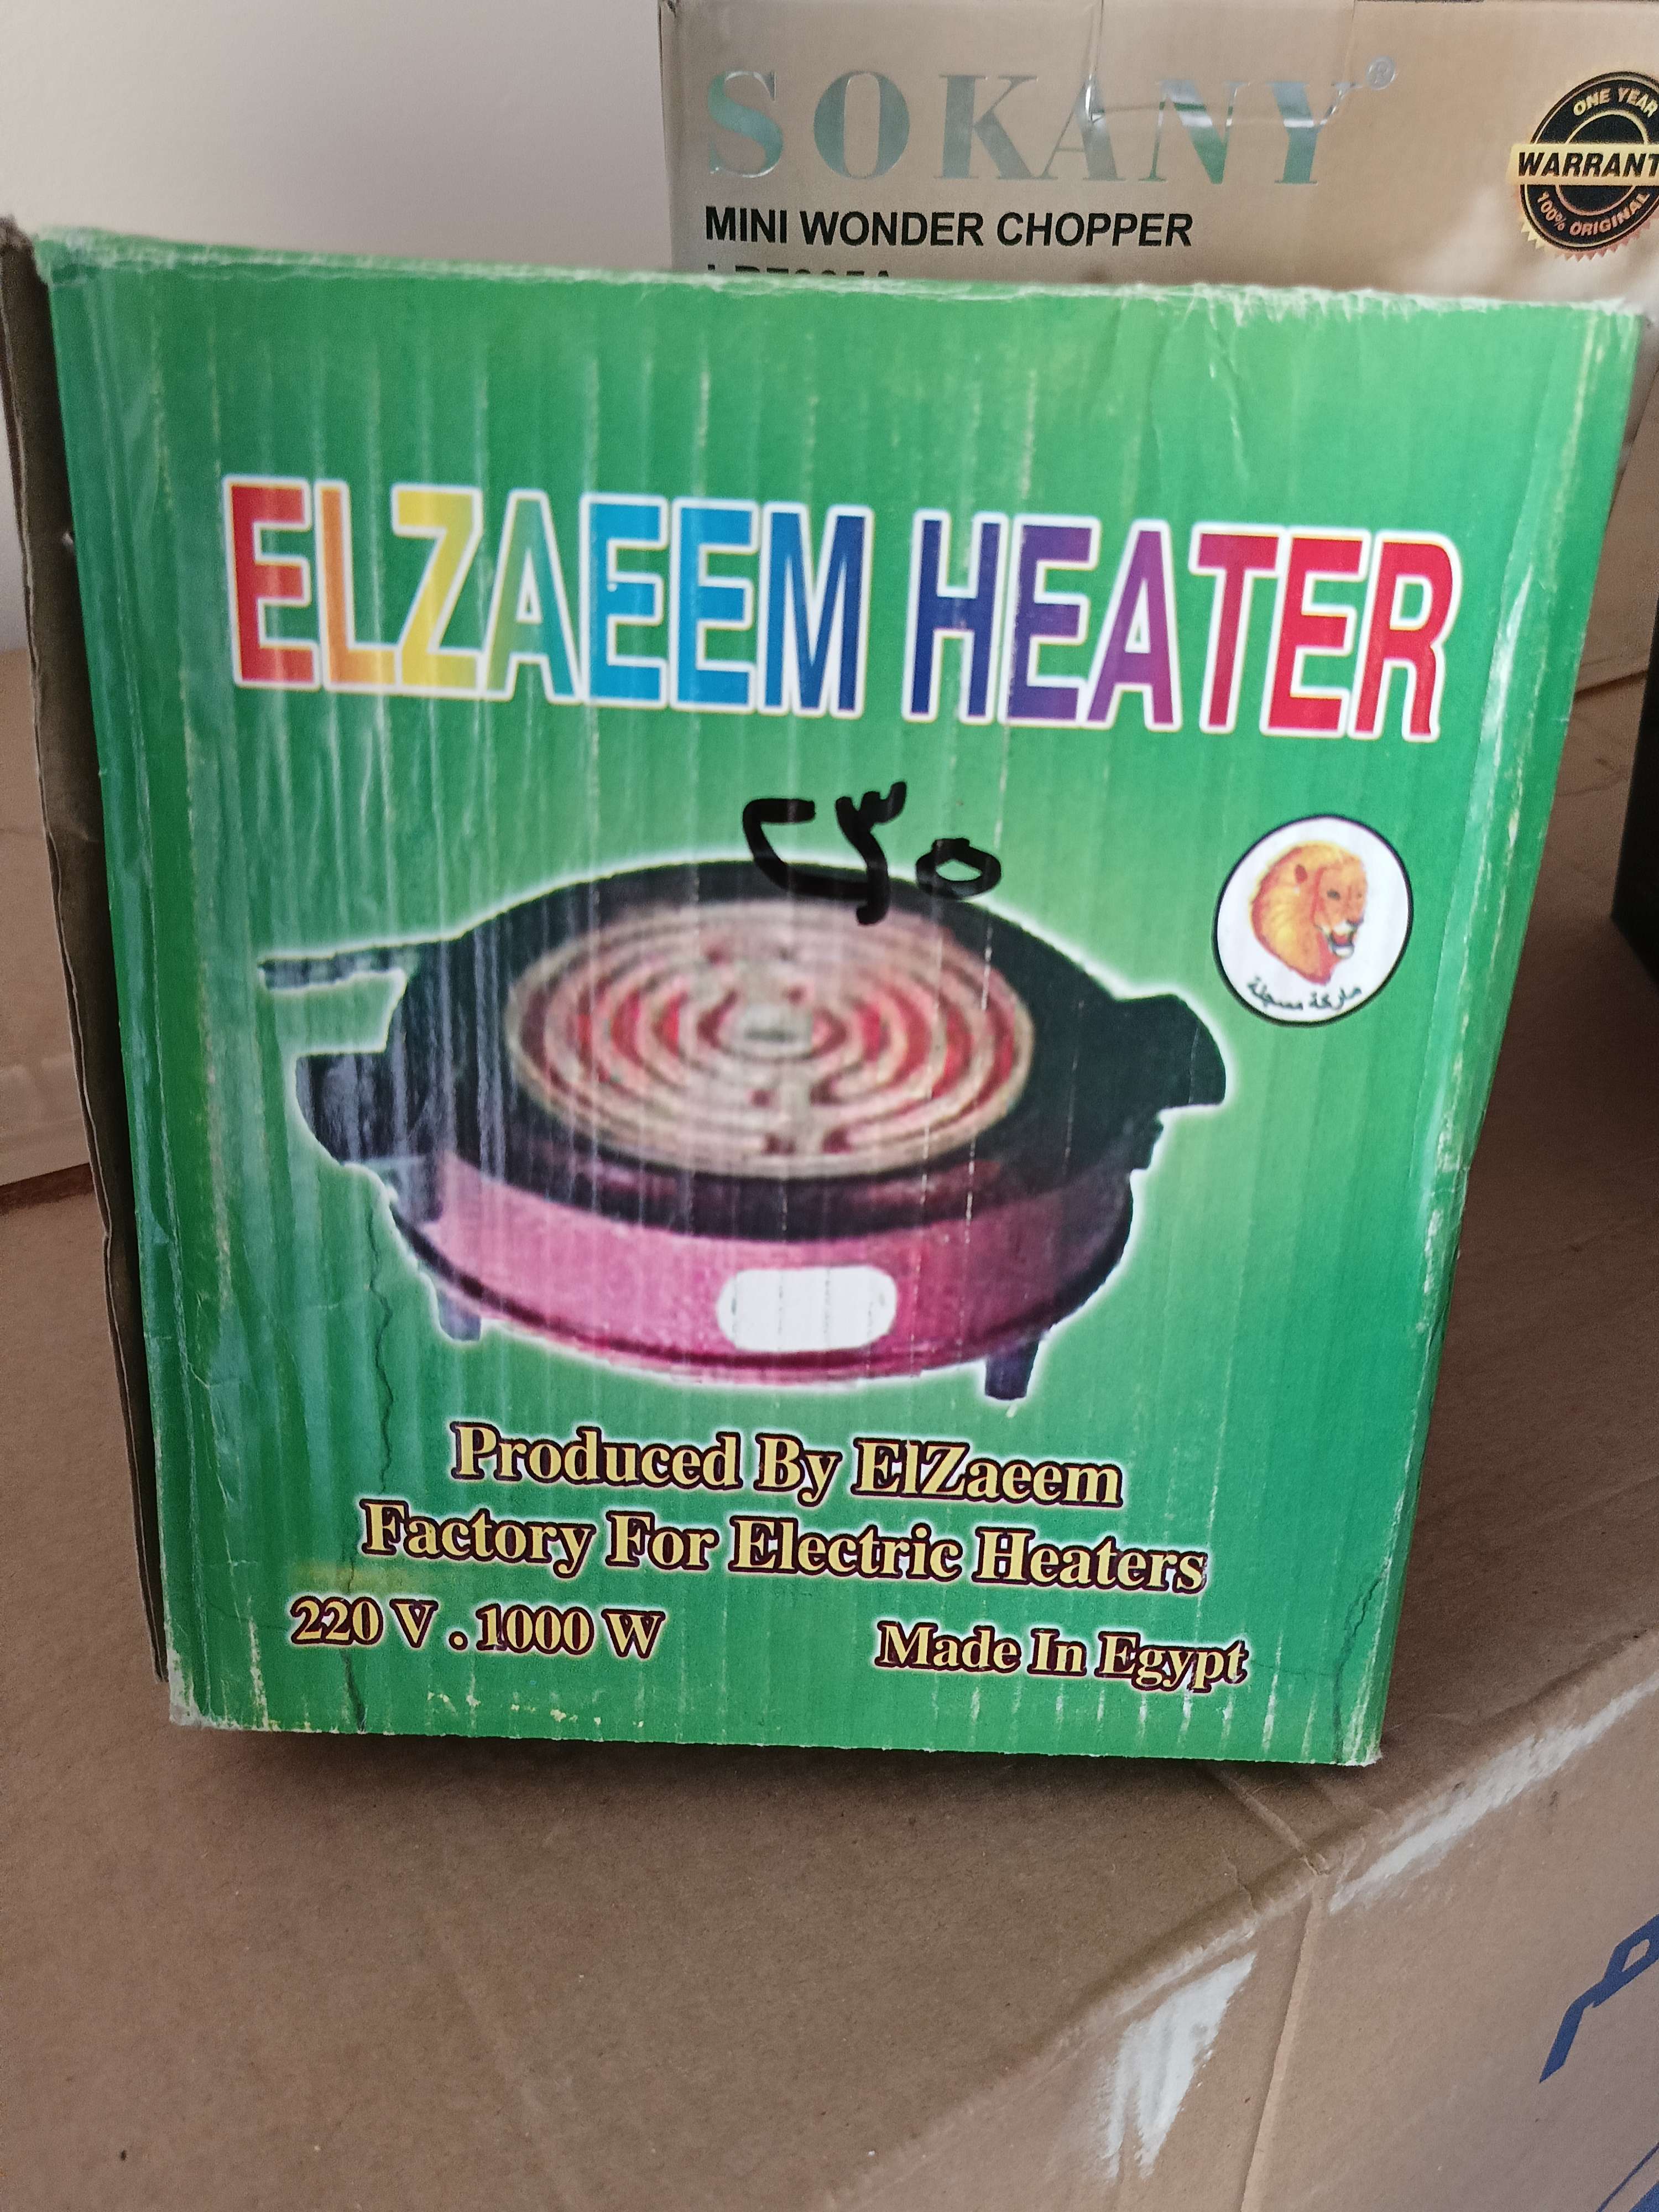 SOKANY®
MINI WONDER CHOPPER
ONE YEAR
WARRANT
100% ORIGINAL
ELZAEEM HEATER
٢٣٥
ماركة مسجلة
Produced By ElZaeem
Factory For Electric Heaters
220 V . 1000 W
Made In Egypt